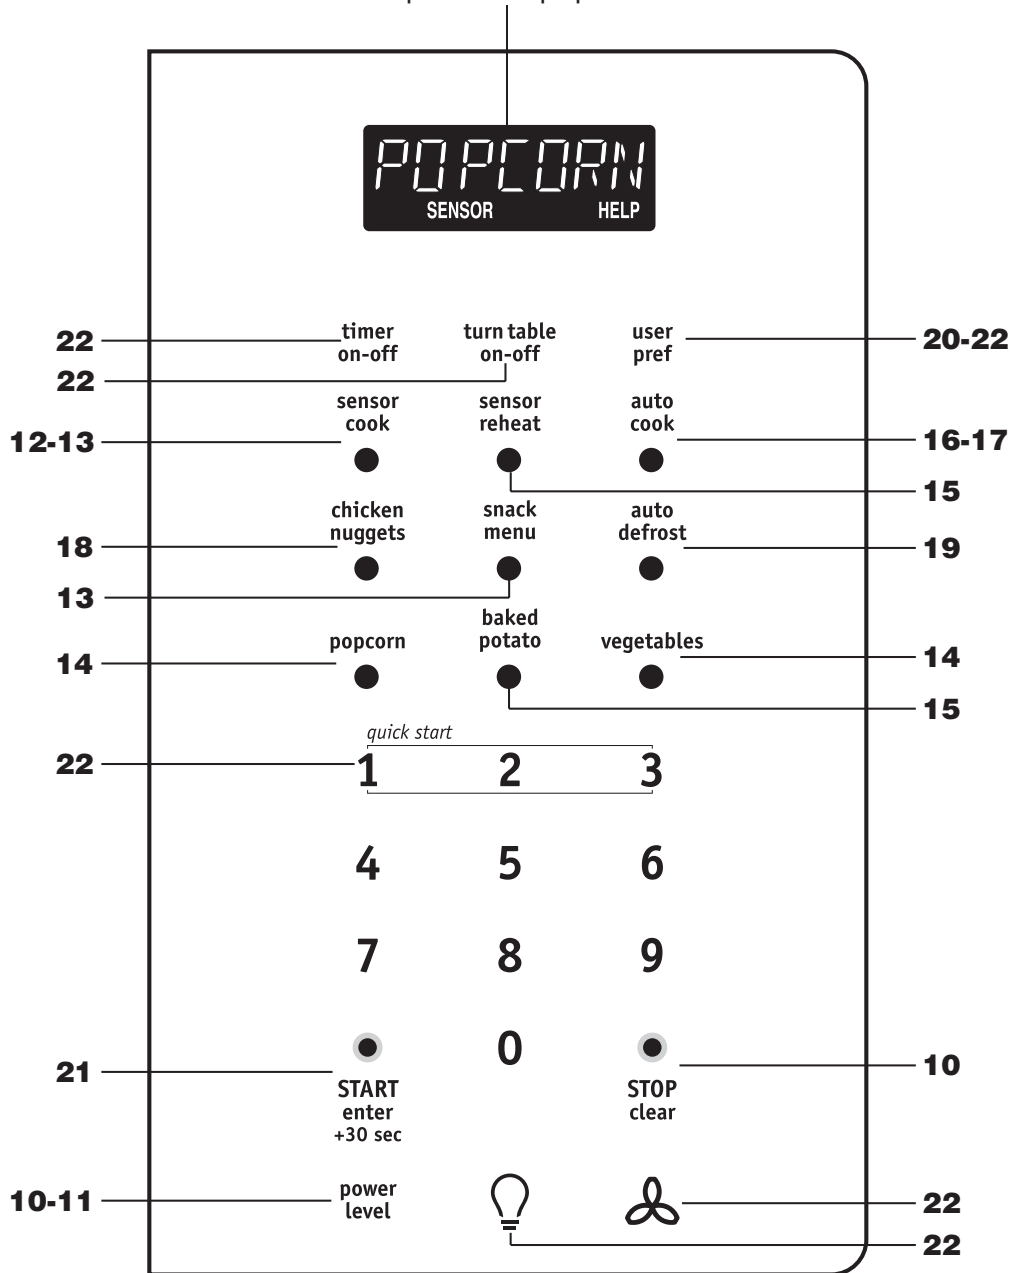 POPCORN
SENSOR HELP
22 timer turn table user 20-22
on-off on-off pref
22
sensor sensor auto
cook reheat cook
12-13 16-17
15
chicken snack auto
nuggets menu defrost
18 19
13
baked
popcorn potato vegetables
14 14
15
quick start
22 1 2 3
4 5 6
7 8 9
0
21 10
START STOP
enter clear
+30 sec
10-11 power 22
level
22